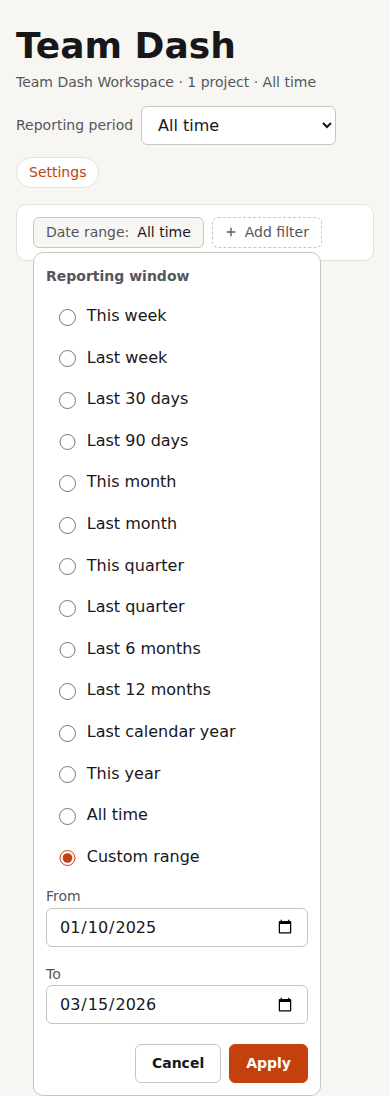 Team Dash
Team Dash Workspace · 1 project · All time
Reporting period All time
Settings
Date range: All time + Add filter
Reporting window
This week
Last week
Last 30 days
Last 90 days
This month
Last month
This quarter
Last quarter
Last 6 months
Last 12 months
Last calendar year
This year
All time
Custom range
From
01/10/2025
To
03/15/2026
Cancel Apply